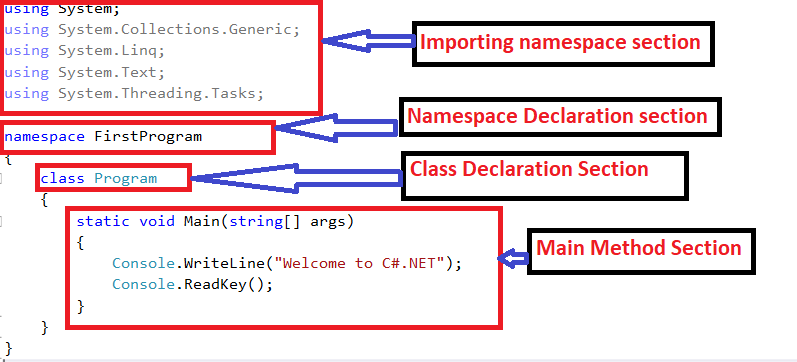 using System;
using System.Collections.Generic;
using System.Linq;
using System.Text;
using System.Threading.Tasks;
Importing namespace section
namespace FirstProgram
Namespace Declaration section
{
class Program
Class Declaration Section
{
static void Main(string[] args)
{
Console.WriteLine("Welcome to C#.NET");
Console.ReadKey();
}
Main Method Section
}
}